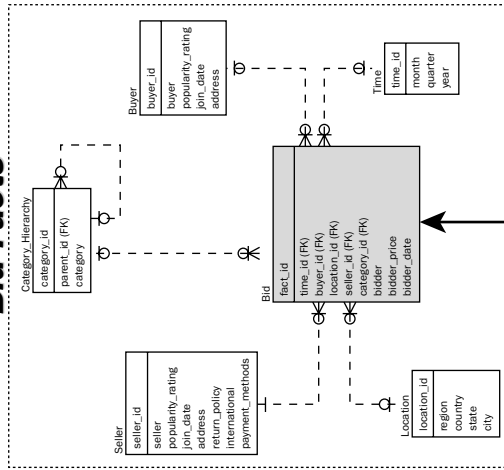 Category_Hierarchy
category_id
parent_id (FK)
category
Buyer
buyer_id
buyer
popularity_rating
join_date
address
Time
time_id
month
quarter
year
Bid
fact_id
time_id (FK)
buyer_id (FK)
location_id (FK)
seller_id (FK)
category_id (FK)
bidder
bidder_price
bidder_date
Seller
seller_id
seller
popularity_rating
join_date
address
return_policy
international
payment_methods
Location
location_id
region
country
state
city